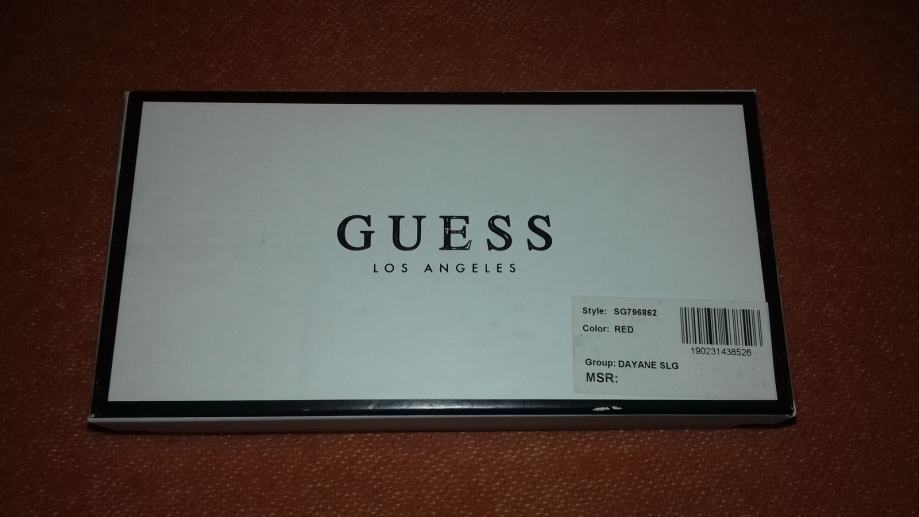 GUESS
LOS ANGELES
Style: SG796862
Color: RED
190231438526
Group: DAYANE SLG
MSR: